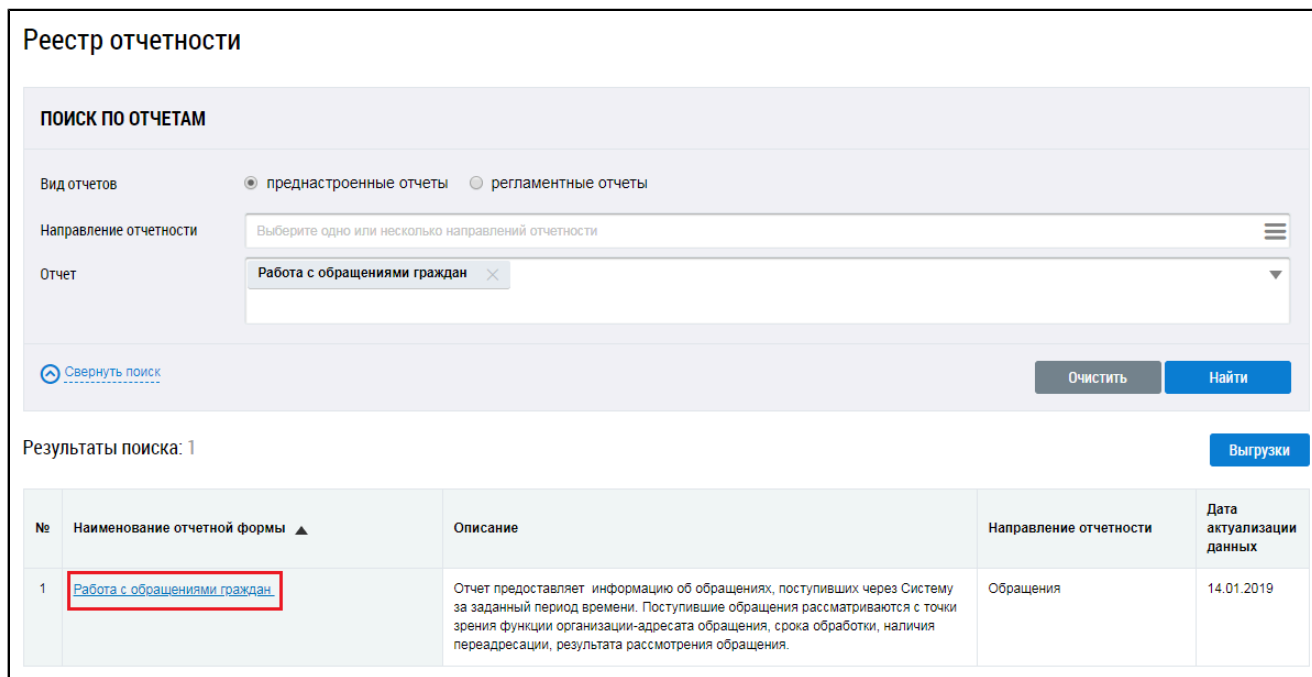 Реестр отчетности
ПОИСК ПО ОТЧЕТАМ
Вид отчетов преднастроенные отчеты регламентные отчеты
Направление отчетности Выберите одно или несколько направлений отчетности
Отчет Работа с обращениями граждан
Свернуть поиск Очистить Найти
Результаты поиска: 1 Выгрузки
№ Наименование отчетной формы Описание Направление отчетности Дата актуализации данных
1 Работа с обращениями граждан Отчет предоставляет информацию об обращениях, поступивших через Систему Обращения 14.01.2019
за заданный период времени. Поступившие обращения рассматриваются с точки
зрения функции организации-адресата обращения, срока обработки, наличия
переадресации, результата рассмотрения обращения.